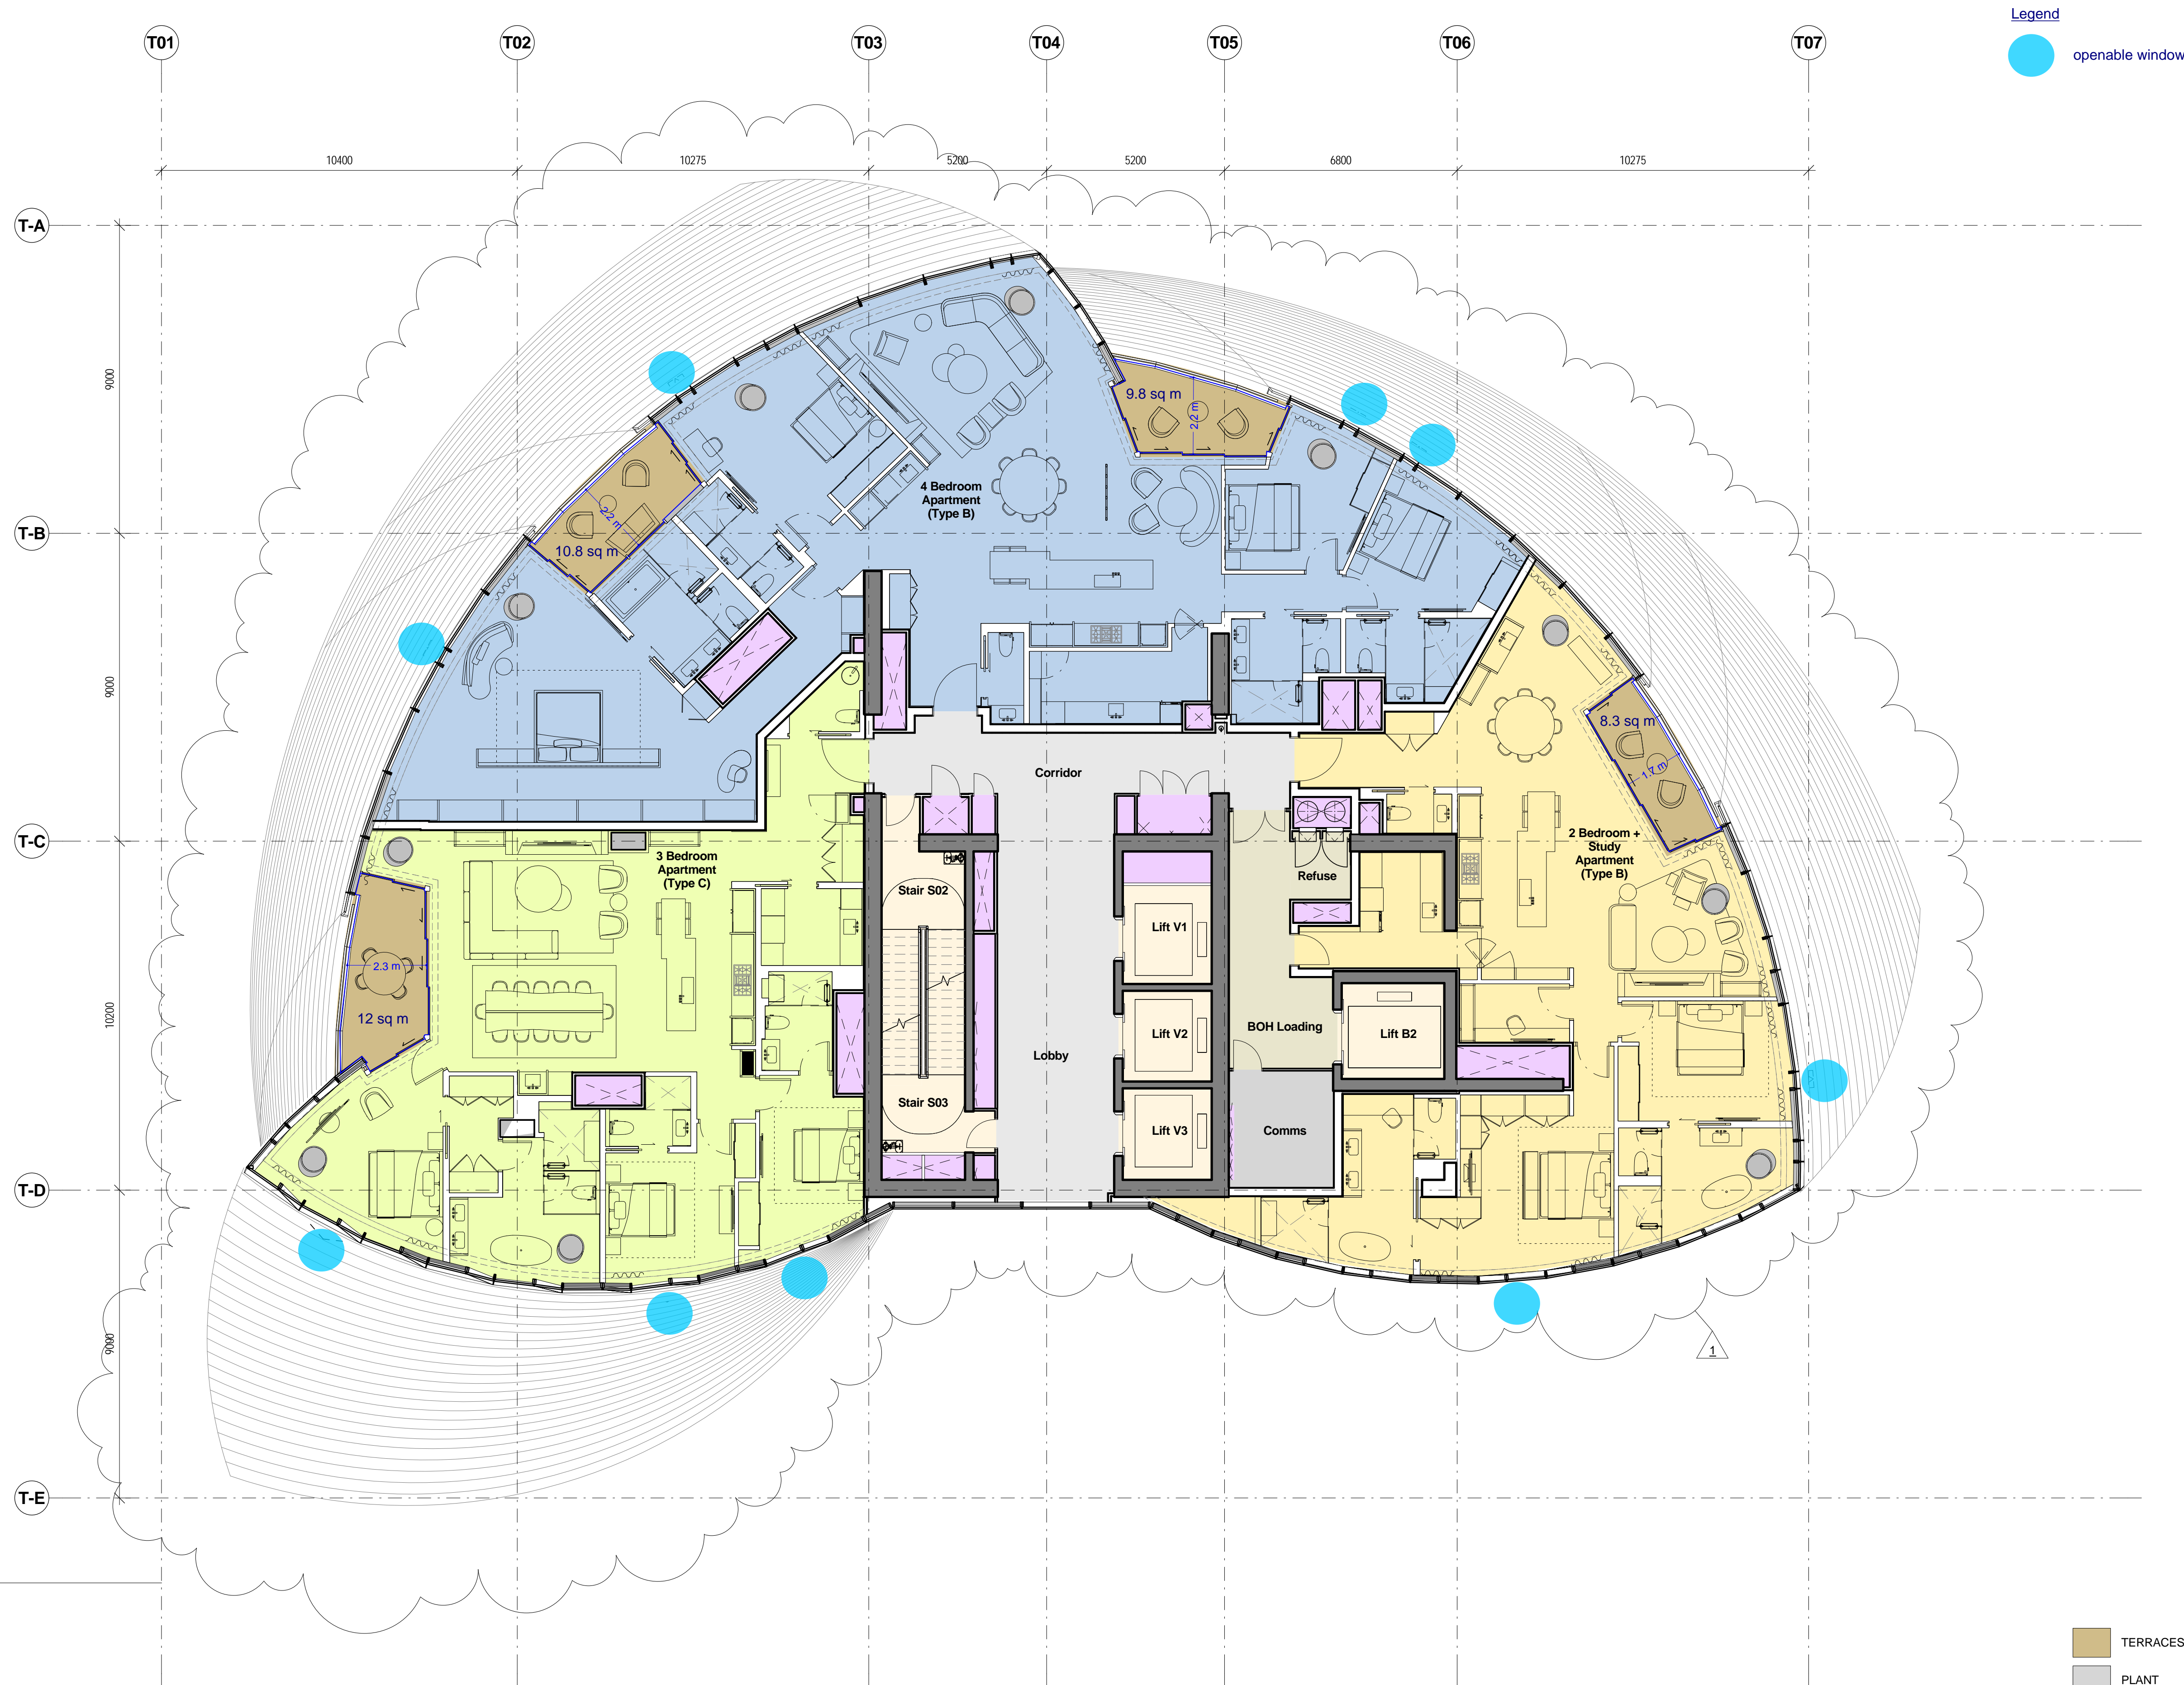 Legend
openable window
T01
T02
T03
T04
T05
T06
T07
10400
10275
5200
5200
6800
10275
T-A
9000
9.8 sq m
2.2 m
4 Bedroom
Apartment
(Type B)
2.2 m
10.8 sq m
T-B
9000
8.3 sq m
1.7 m
Corridor
T-C
2 Bedroom +
Study
Apartment
(Type B)
3 Bedroom
Apartment
(Type C)
Refuse
Stair S02
Lift V1
2.3 m
12 sq m
10200
BOH Loading
Lift V2
Lift B2
Lobby
Stair S03
Lift V3
Comms
T-D
9000
1
T-E
TERRACES
PLANT